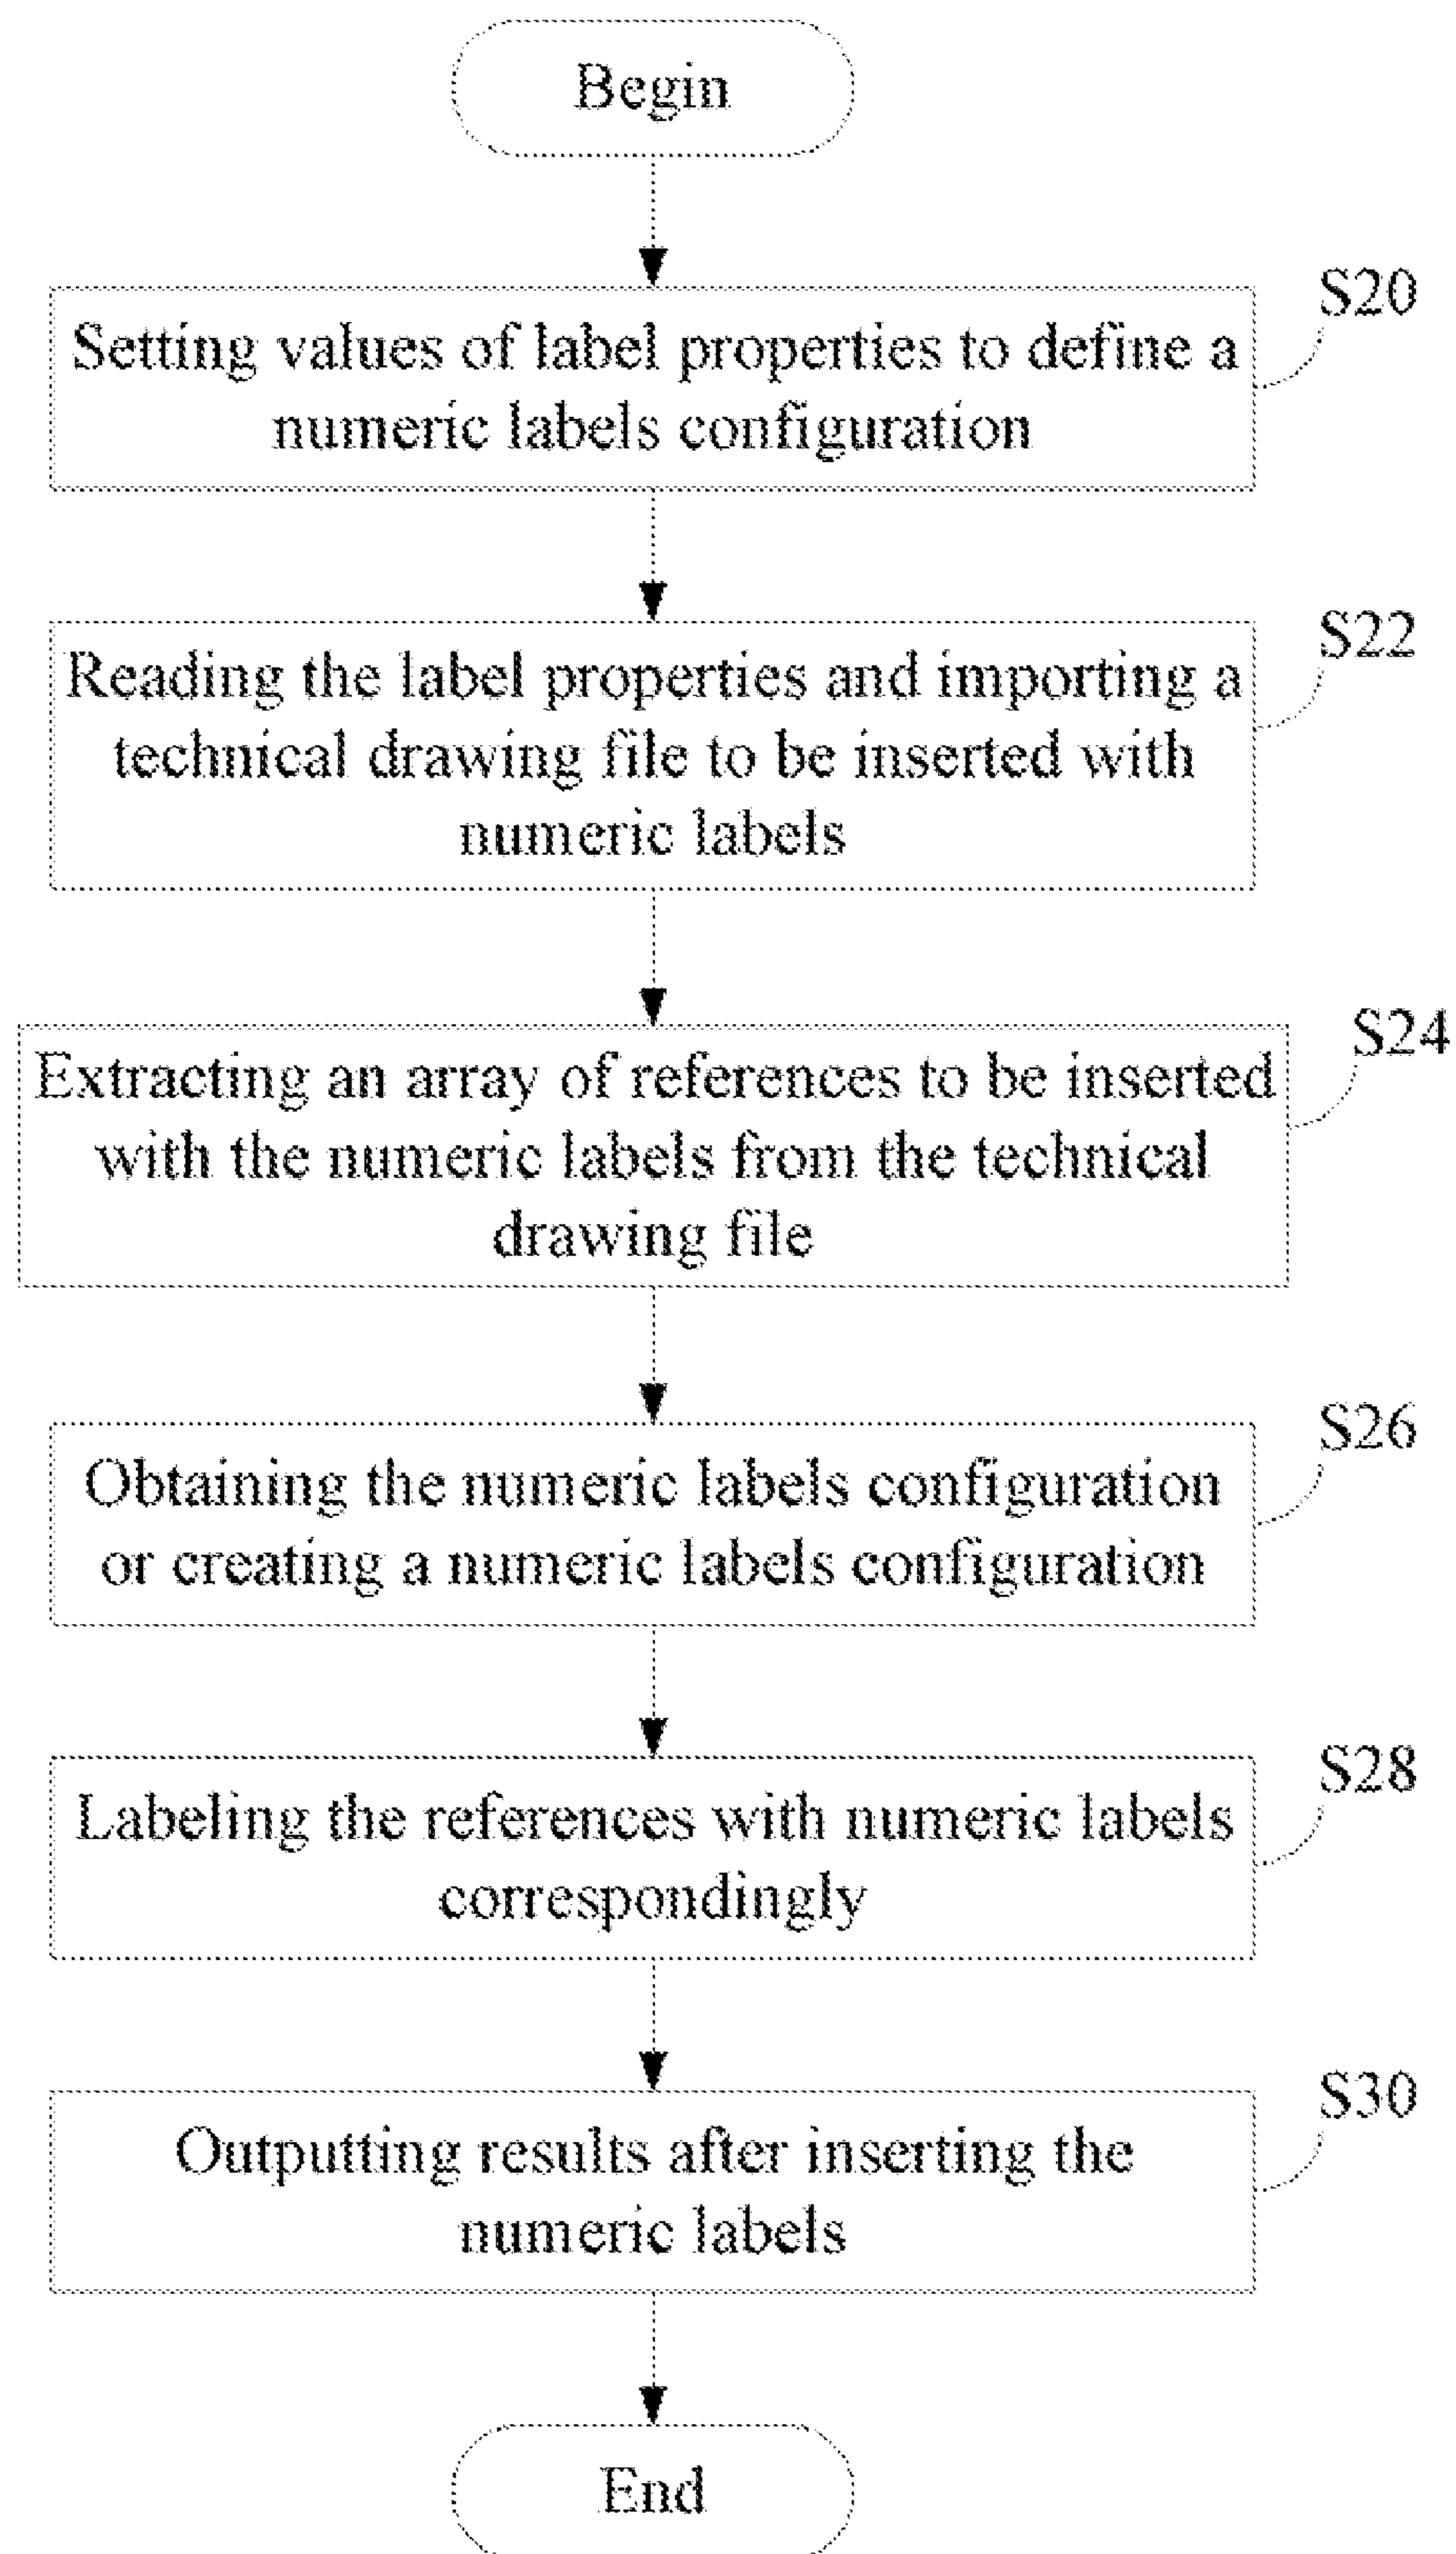 Begin
S20
Setting values of label properties to define a
numeric labels configuration
S22
Reading the label properties and importing a
technical drawing file to be inserted with
numeric labels
S24
Extracting an array of references to be inserted
with the numeric labels from the technical
drawing file
S26
Obtaining the numeric labels configuration
or creating a numeric labels configuration
S28
Labeling the references with numeric labels
correspondingly
S30
Outputting results after inserting the
numeric labels
End